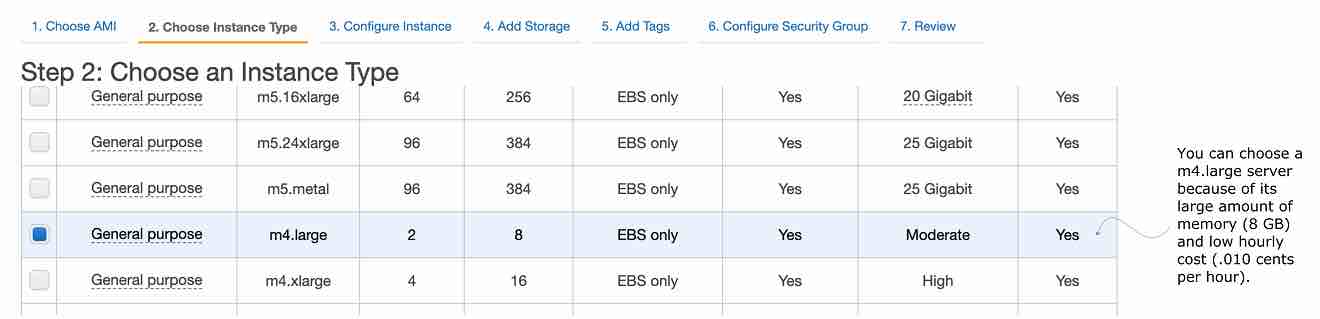 1. Choose AMI 2. Choose Instance Type 3. Configure Instance 4. Add Storage 5. Add Tags 6. Configure Security Group 7. Review
Step 2: Choose an Instance Type
General purpose m5.16xlarge 64 256 EBS only Yes 20 Gigabit Yes
General purpose m5.24xlarge 96 384 EBS only Yes 25 Gigabit Yes
General purpose m5.metal 96 384 EBS only Yes 25 Gigabit Yes
General purpose m4.large 2 8 EBS only Yes Moderate Yes
General purpose m4.xlarge 4 16 EBS only Yes High Yes
You can choose a
m4.large server
because of its
large amount of
memory (8 GB)
and low hourly
cost (.010 cents
per hour).